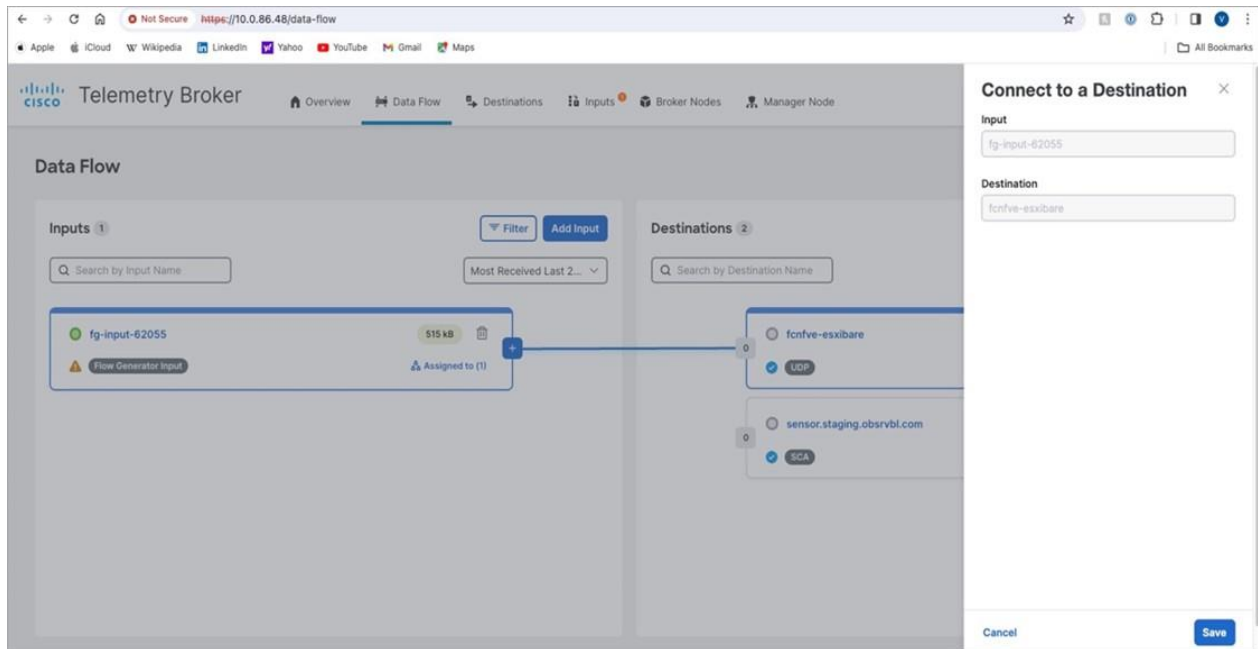 Not Secure https://10.0.86.48/data-flow
Apple iCloud W Wikipedia in LinkedIn Yahoo YouTube Gmail Maps All Bookmarks
cisco Telemetry Broker Overview Data Flow Destinations Inputs Broker Nodes Manager Node
Connect to a Destination
Input
fg-input-62055
Destination
fcnfve-esxibare
Data Flow
Inputs 1 Filter Add Input
Search by Input Name Most Received Last 2...
fg-input-62055 515 kB
Flow Generator Input Assigned to (1)
+
Destinations 2
Search by Destination Name
fcnfve-esxibare
0
UDP
sensor.staging.obsrvbl.com
0
SCA
Cancel Save